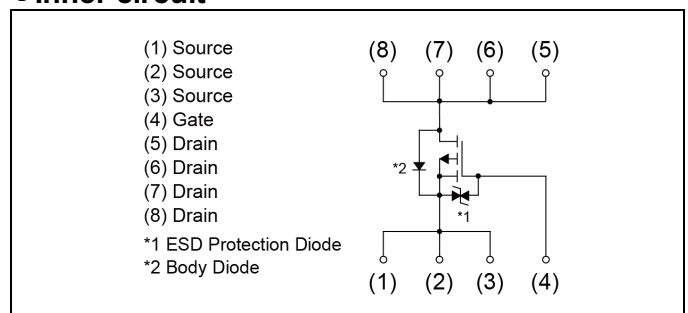 Inner circuit
(1) Source
(2) Source
(3) Source
(4) Gate
(5) Drain
(6) Drain
(7) Drain
(8) Drain
*1 ESD Protection Diode
*2 Body Diode
(8) (7) (6) (5)
*2
*1
(1) (2) (3) (4)